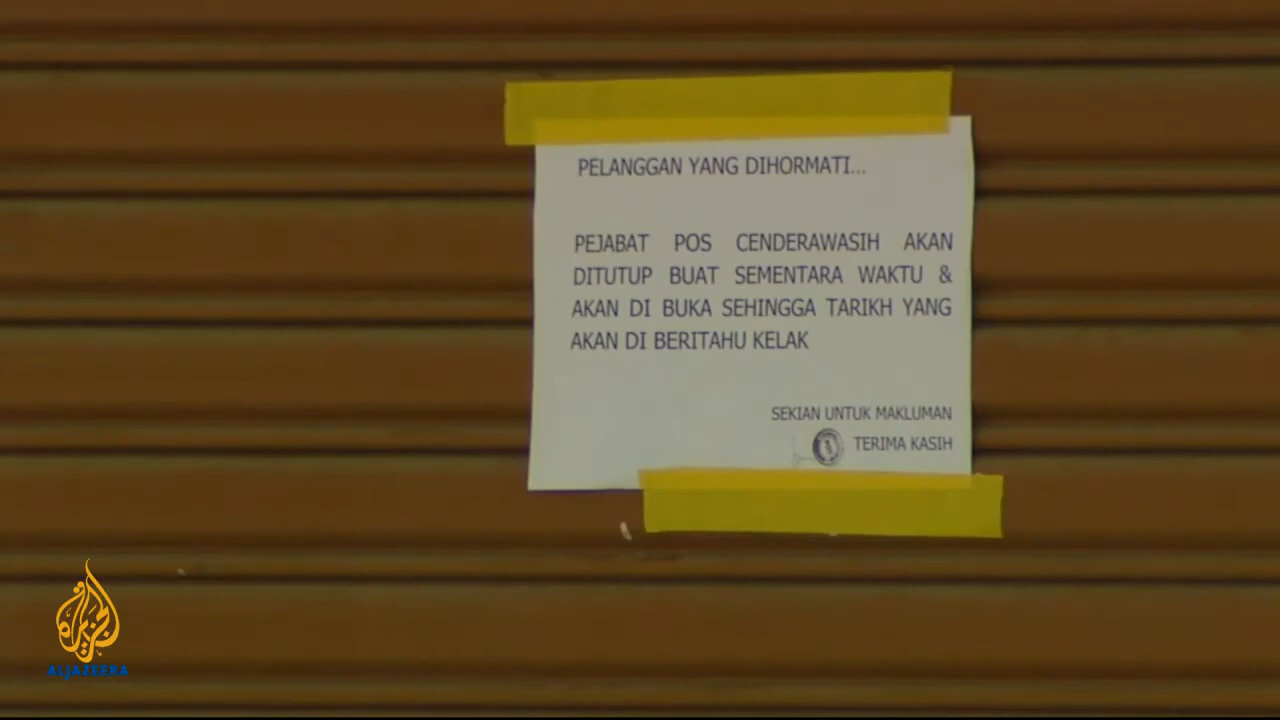 PELANGGAN YANG DIHORMATI...
PEJABAT POS CENDERAWASIH AKAN
DITUTUP BUAT SEMENTARA WAKTU &
AKAN DI BUKA SEHINGGA TARIKH YANG
AKAN DI BERITAHU KELAK
SEKIAN UNTUK MAKLUMAN
TERIMA KASIH
الجزيرة
ALJAZEERA